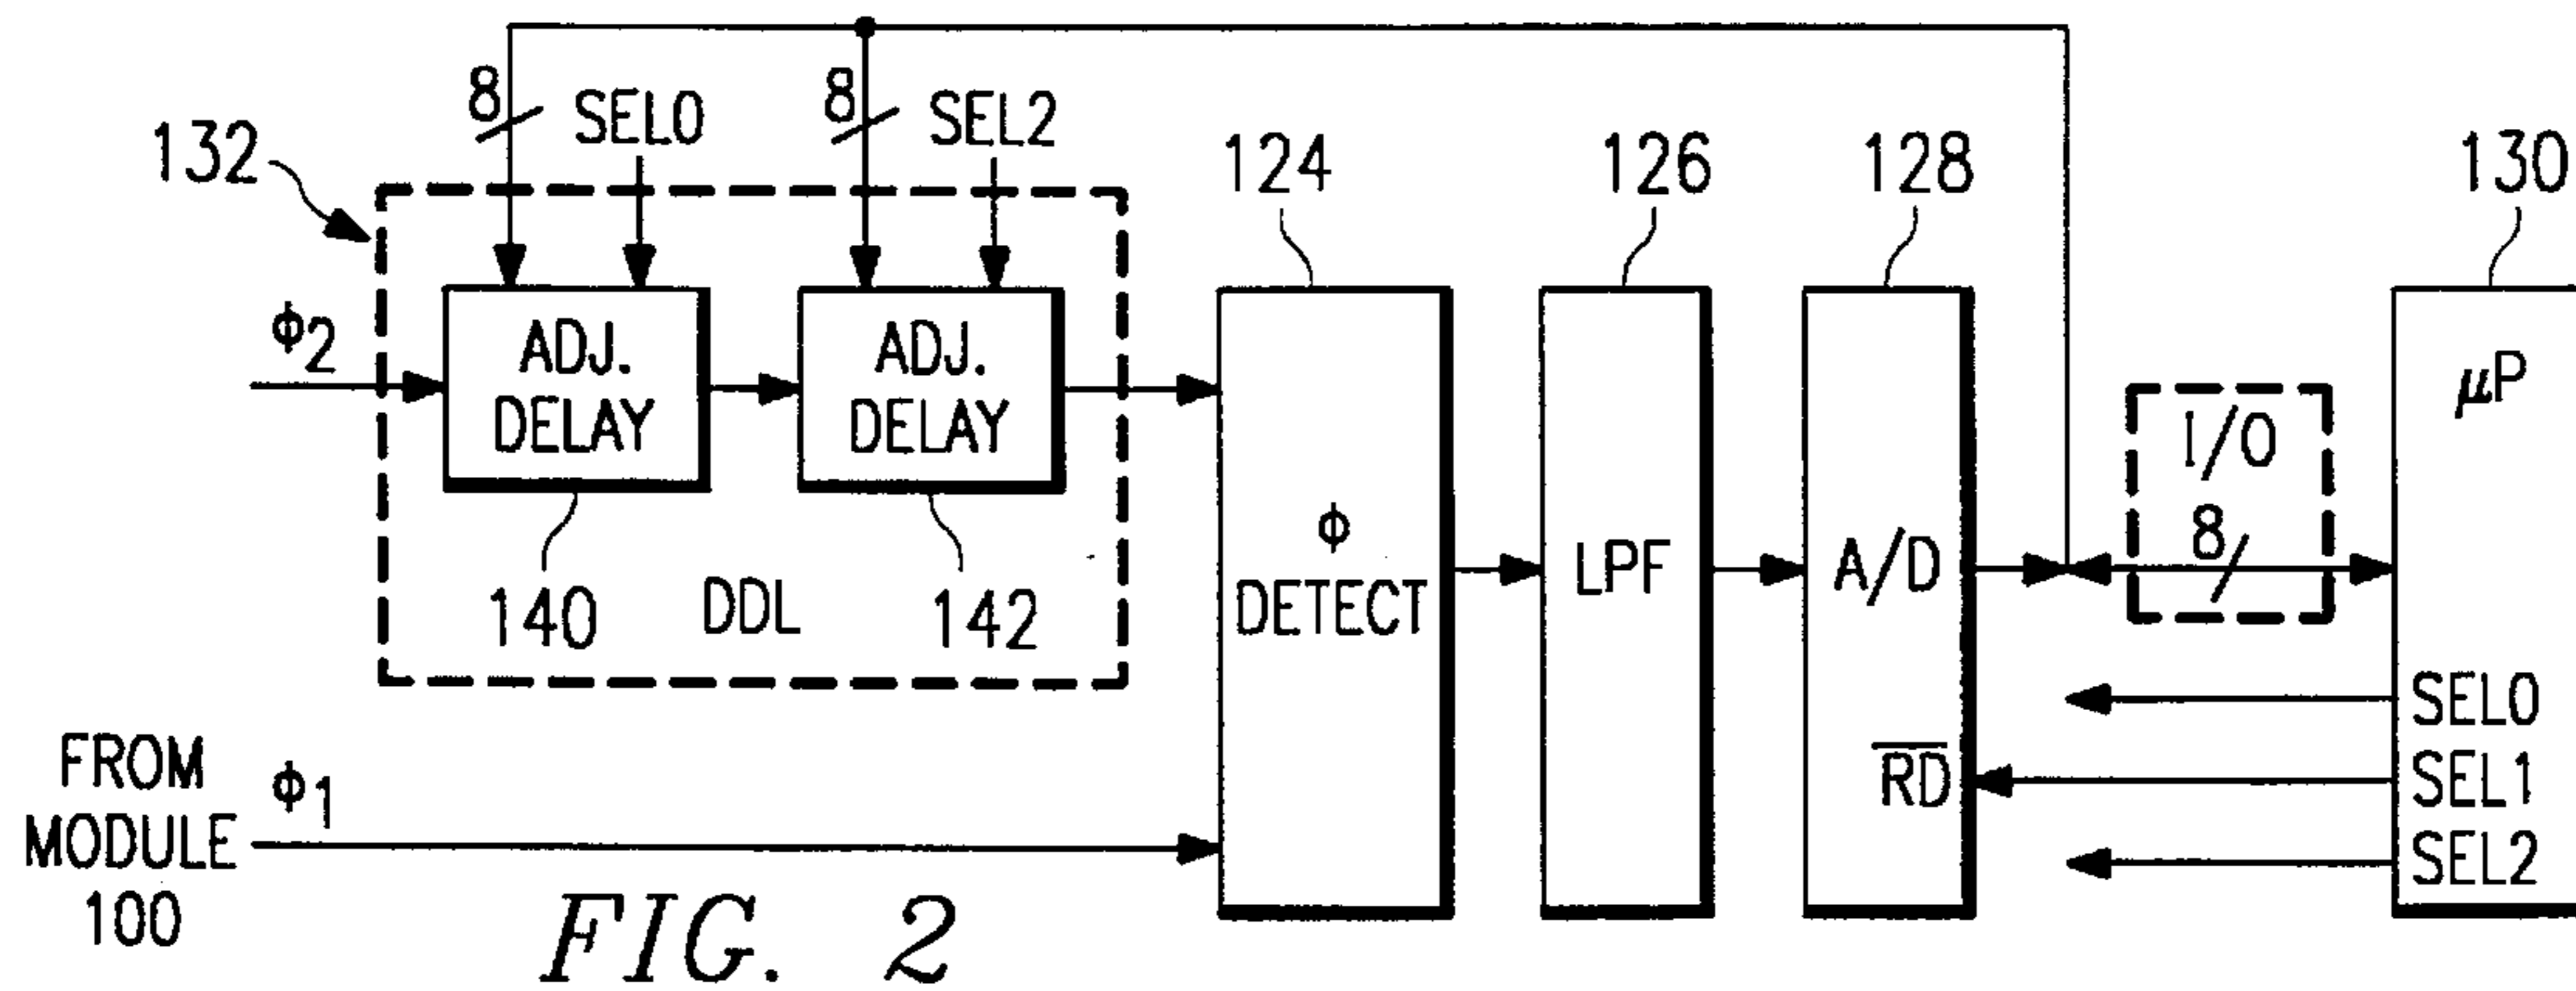 8
SEL0
8
SEL2
132
124
126
128
130
ϕ2
ADJ.
DELAY
ADJ.
DELAY
140
DDL
142
ϕ
DETECT
LPF
A/D
RD
I/O
8
μP
SEL0
SEL1
SEL2
FROM
MODULE
100
ϕ1
FIG. 2